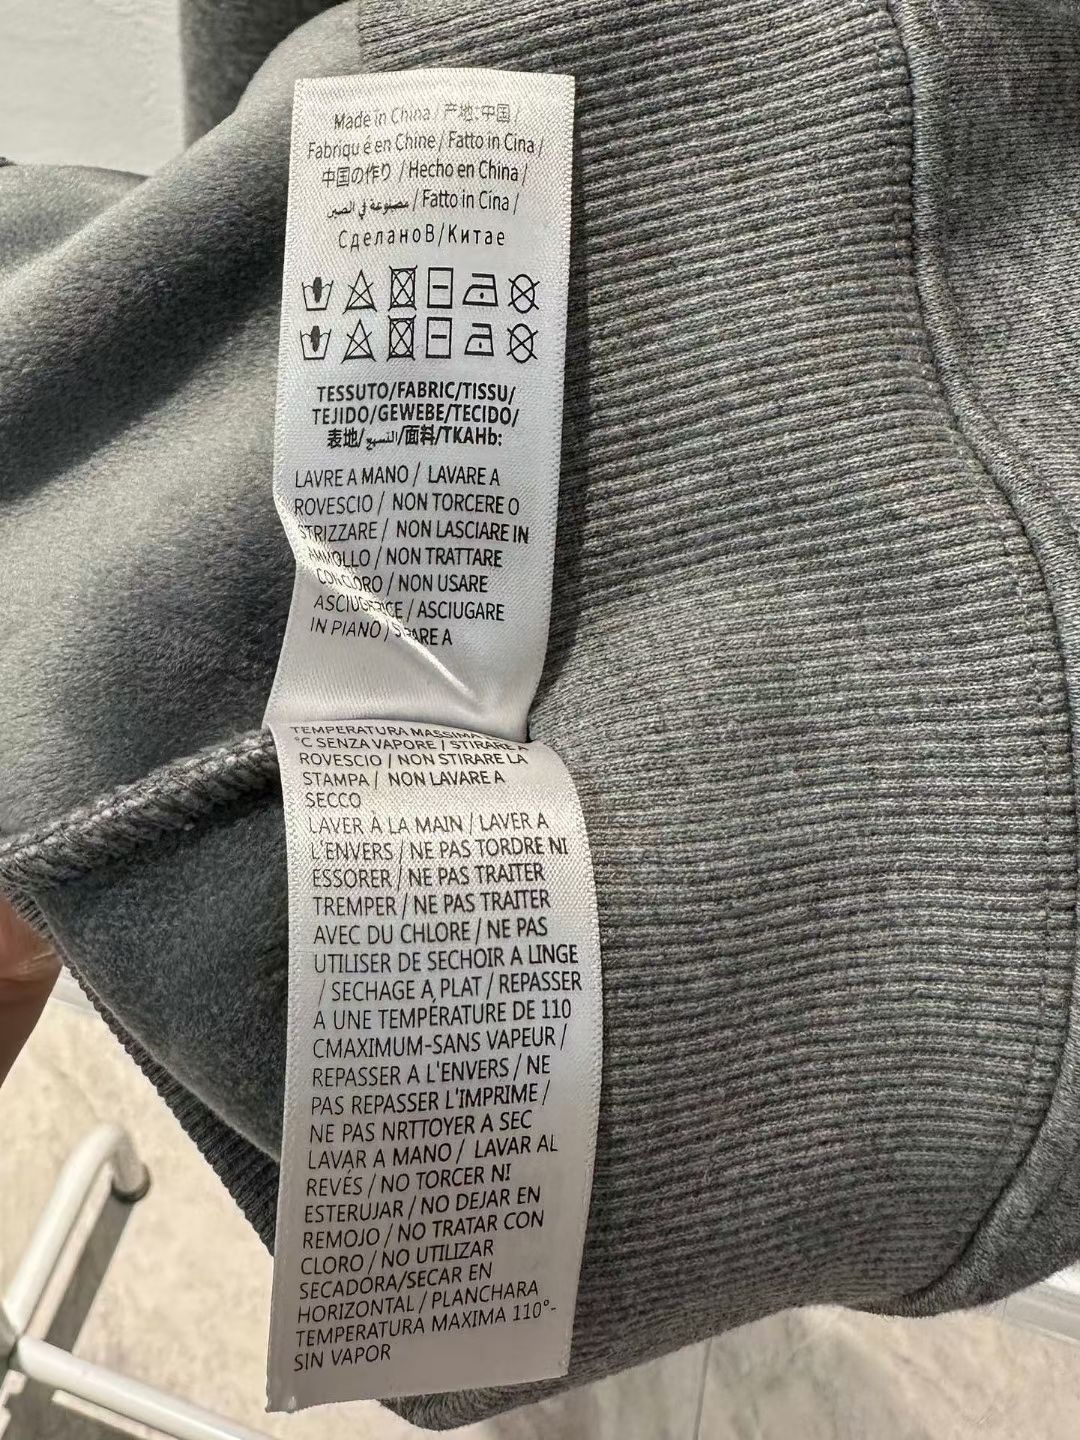 Made in China / 产地:中国 /
Fabriqu é en Chine / Fatto in Cina /
中国の作り / Hecho en China /
مصنوعة في الصين / Fatto in Cina /
СделаноВ/Китае
TESSUTO/FABRIC/TISSU/
TEJIDO/GEWEBE/TECIDO/
表地/النسيج/面料/TKAHb:
LAVRE A MANO / LAVARE A
ROVESCIO / NON TORCERE O
STRIZZARE / NON LASCIARE IN
AMMOLLO / NON TRATTARE
/ NON USARE
/ ASCIUGARE
IN PIANO /
TEMPERATURA MASSIMA
°C SENZA VAPORE / STIRARE A
ROVESCIO / NON STIRARE LA
STAMPA / NON LAVARE A
SECCO
LAVER À LA MAIN / LAVER A
L'ENVERS / NE PAS TORDRE NI
ESSORER / NE PAS TRAITER
TREMPER / NE PAS TRAITER
AVEC DU CHLORE / NE PAS
UTILISER DE SECHOIR A LINGE
/ SECHAGE A PLAT / REPASSER
A UNE TEMPÉRATURE DE 110
CMAXIMUM-SANS VAPEUR /
REPASSER A L'ENVERS / NE
PAS REPASSER L'IMPRIME /
NE PAS NRTTOYER A SEC
LAVAR A MANO / LAVAR AL
REVÉS / NO TORCER NI
ESTERUJAR / NO DEJAR EN
REMOJO / NO TRATAR CON
CLORO / NO UTILIZAR
SECADORA/SECAR EN
HORIZONTAL / PLANCHARA
TEMPERATURA MAXIMA 110°-
SIN VAPOR